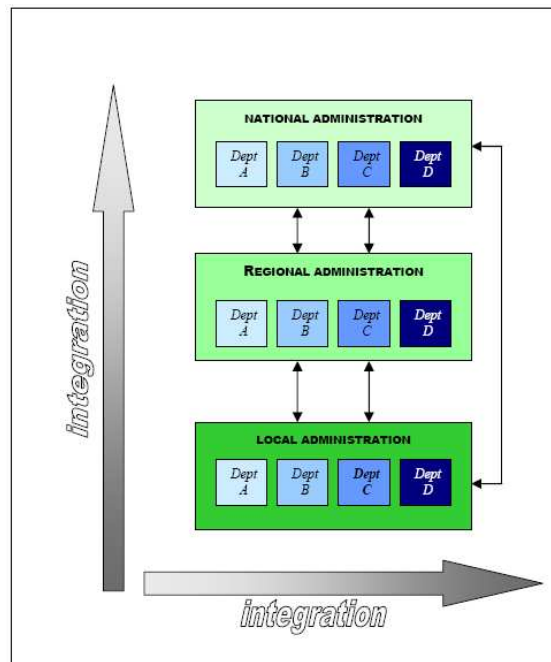 NATIONAL ADMINISTRATION
Dept Dept Dept Dept
A B C D
REGIONAL ADMINISTRATION
Dept Dept Dept Dept
A B C D
LOCAL ADMINISTRATION
Dept Dept Dept Dept
A B C D
integration
integration